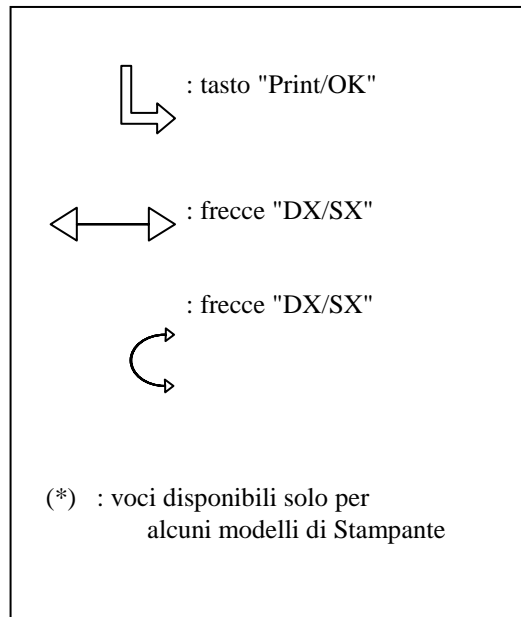 : tasto "Print/OK"
: frecce "DX/SX"
: frecce "DX/SX"
(*) : voci disponibili solo per
alcuni modelli di Stampante